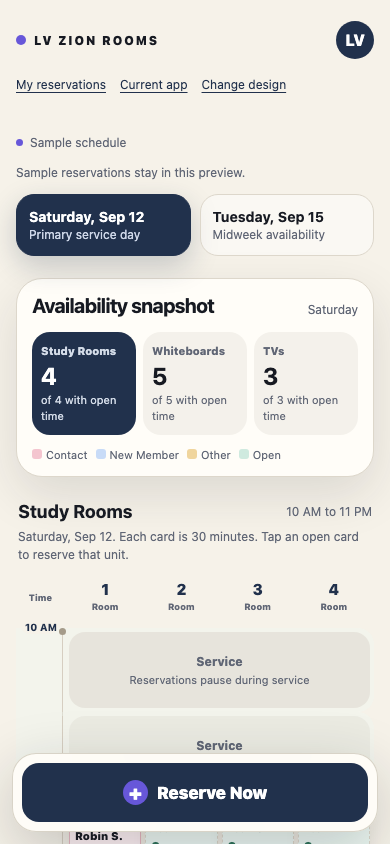 LV ZION ROOMS
LV
My reservations Current app Change design
Sample schedule
Sample reservations stay in this preview.
Saturday, Sep 12
Primary service day
Tuesday, Sep 15
Midweek availability
Availability snapshot
Saturday
Study Rooms
4
of 4 with open
time
Whiteboards
5
of 5 with open
time
TVs
3
of 3 with open
time
Contact New Member Other Open
Study Rooms
10 AM to 11 PM
Saturday, Sep 12. Each card is 30 minutes. Tap an open card
to reserve that unit.
Time
1
Room
2
Room
3
Room
4
Room
10 AM
Service
Reservations pause during service
Service
Reserve Now
Robin S.